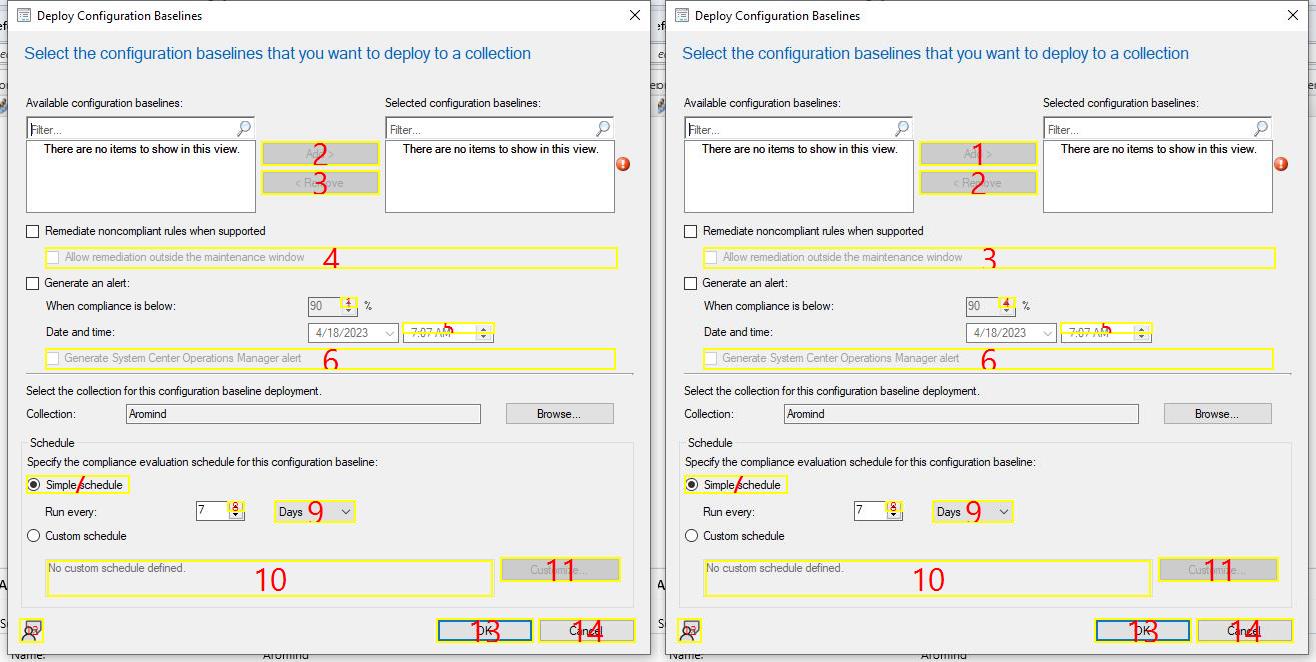 Deploy Configuration Baselines
Select the configuration baselines that you want to deploy to a collection
Available configuration baselines:
Selected configuration baselines:
Filter...
Filter...
There are no items to show in this view.
There are no items to show in this view.
Add >
2
< Remove
3
Remediate noncompliant rules when supported
Allow remediation outside the maintenance window
4
Generate an alert:
When compliance is below:
90
1
%
Date and time:
4/18/2023
7:07 AM
5
Generate System Center Operations Manager alert
6
Select the collection for this configuration baseline deployment.
Collection:
Aromind
Browse...
Schedule
Specify the compliance evaluation schedule for this configuration baseline:
Simple schedule
7
Run every:
7
8
Days
9
Custom schedule
No custom schedule defined.
10
Customize...
11
OK
13
Cancel
14
Name:
Aromind
Deploy Configuration Baselines
Select the configuration baselines that you want to deploy to a collection
Available configuration baselines:
Selected configuration baselines:
Filter...
Filter...
There are no items to show in this view.
There are no items to show in this view.
Add >
1
< Remove
2
Remediate noncompliant rules when supported
Allow remediation outside the maintenance window
3
Generate an alert:
When compliance is below:
90
4
%
Date and time:
4/18/2023
7:07 AM
5
Generate System Center Operations Manager alert
6
Select the collection for this configuration baseline deployment.
Collection:
Aromind
Browse...
Schedule
Specify the compliance evaluation schedule for this configuration baseline:
Simple schedule
7
Run every:
7
8
Days
9
Custom schedule
No custom schedule defined.
10
Customize...
11
OK
13
Cancel
14
Name:
Aromind